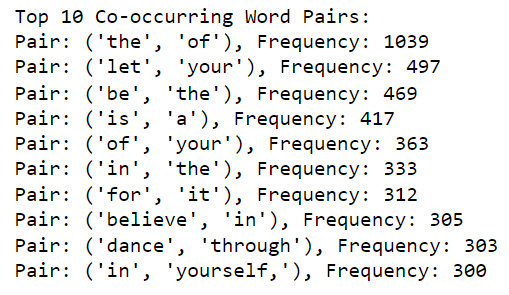 Top 10 Co-occurring Word Pairs:
Pair: ('the', 'of'), Frequency: 1039
Pair: ('let', 'your'), Frequency: 497
Pair: ('be', 'the'), Frequency: 469
Pair: ('is', 'a'), Frequency: 417
Pair: ('of', 'your'), Frequency: 363
Pair: ('in', 'the'), Frequency: 333
Pair: ('for', 'it'), Frequency: 312
Pair: ('believe', 'in'), Frequency: 305
Pair: ('dance', 'through'), Frequency: 303
Pair: ('in', 'yourself,'), Frequency: 300